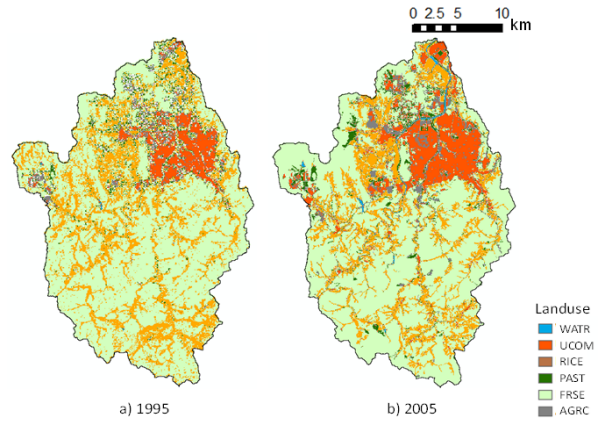 0 2.5 5 10
km
Landuse
WATR
UCOM
RICE
PAST
FRSE
AGRC
a) 1995
b) 2005